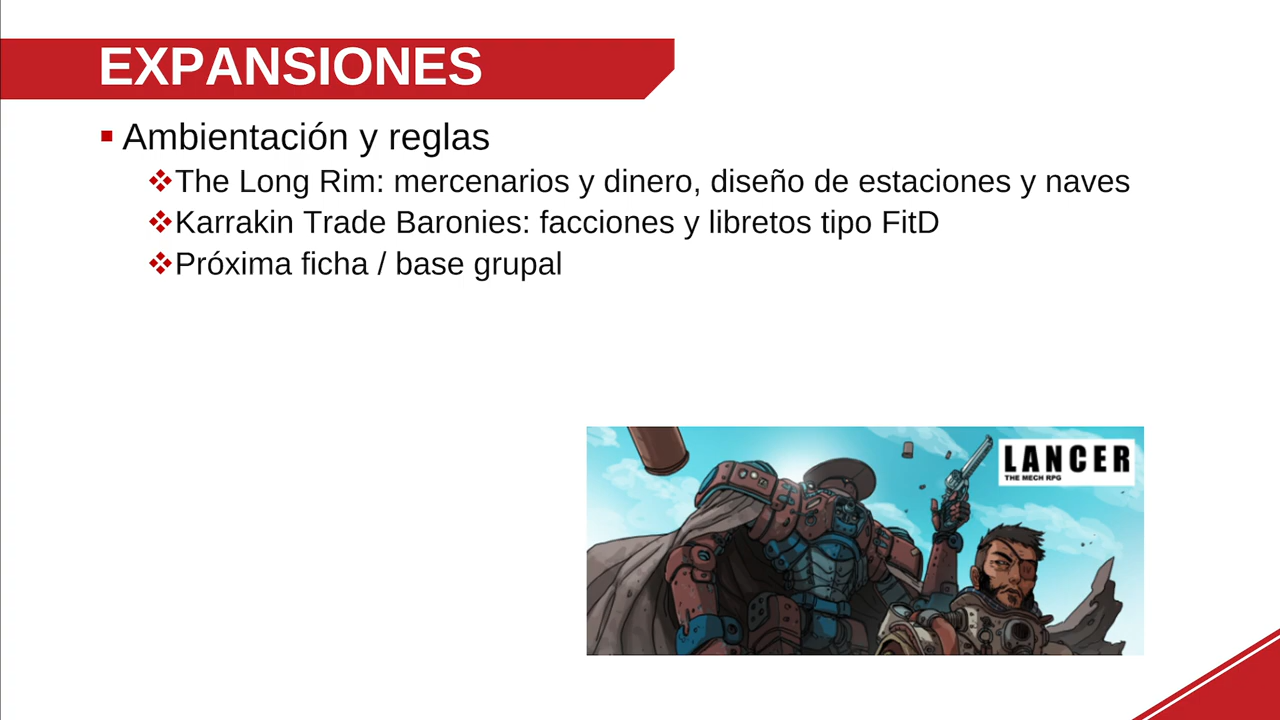 EXPANSIONES
Ambientación y reglas
The Long Rim: mercenarios y dinero, diseño de estaciones y naves
Karrakin Trade Baronies: facciones y libretos tipo FitD
Próxima ficha / base grupal
LANCER
THE MECH RPG